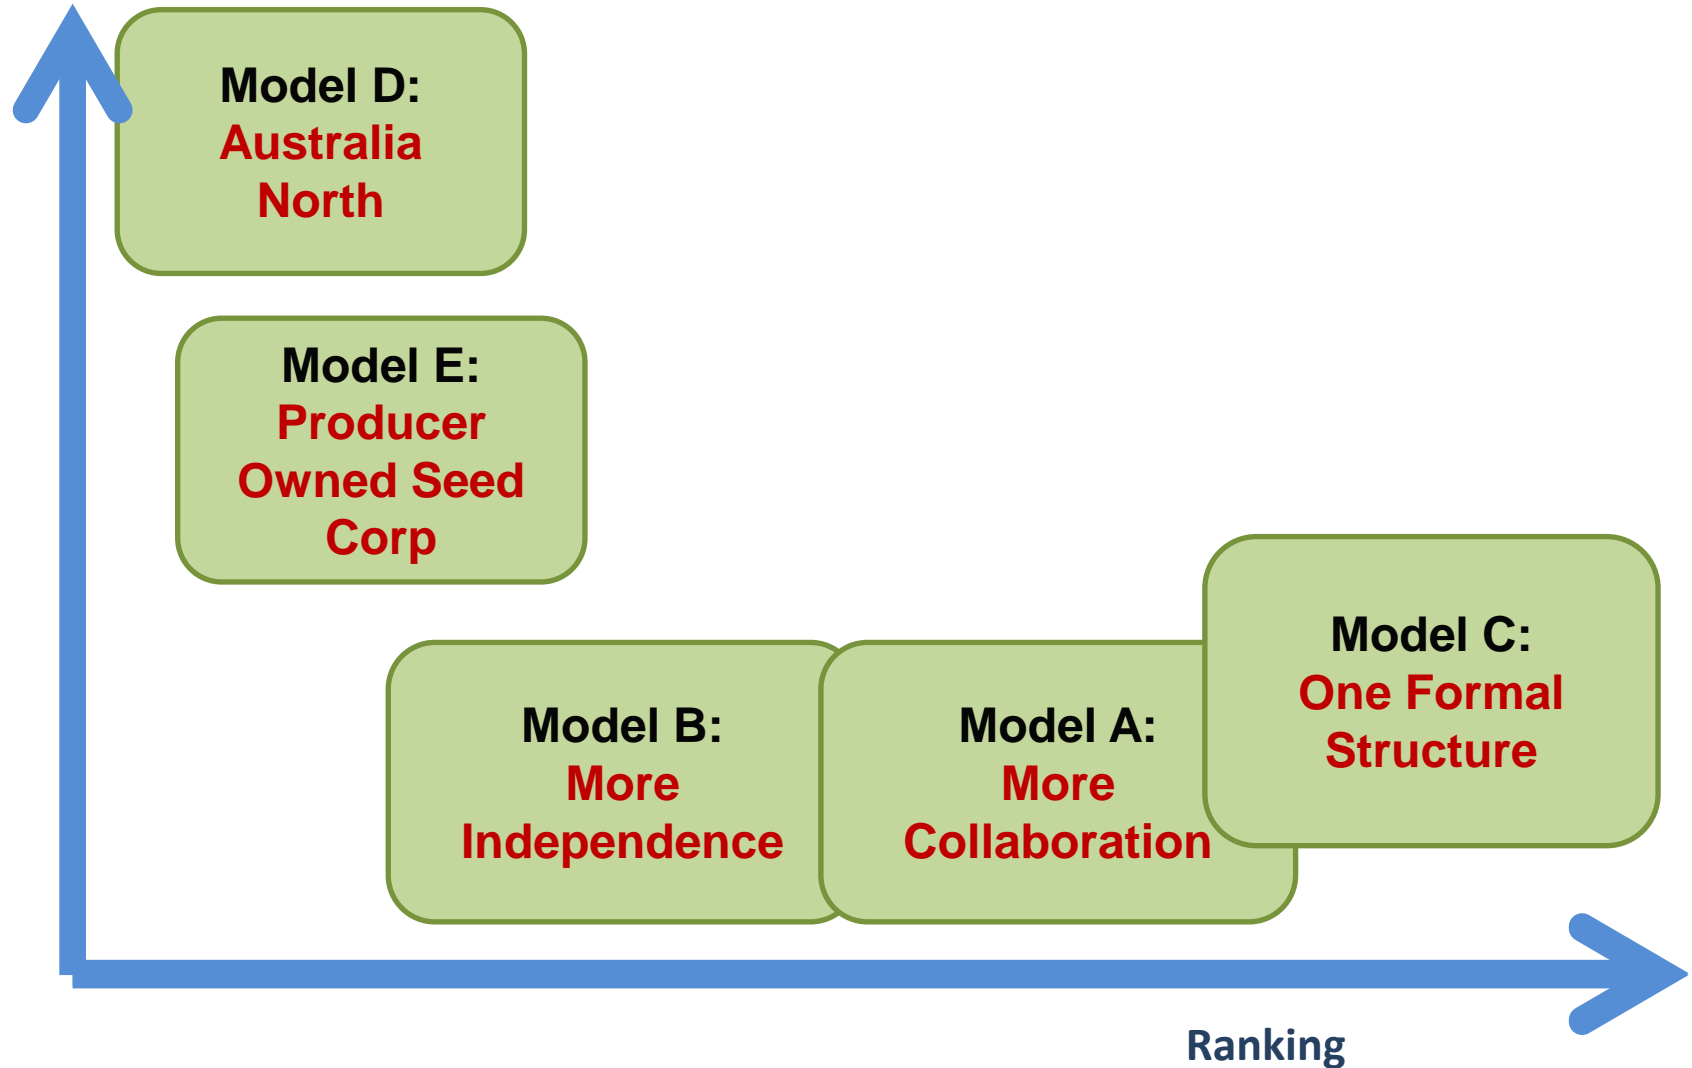 Model D:
Australia
North
Model E:
Producer
Owned Seed
Corp
Model B:
More
Independence
Model A:
More
Collaboration
Model C:
One Formal
Structure
Ranking